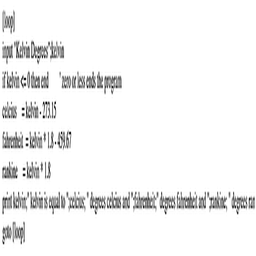 [loop]
input "Kelvin Degrees";kelvin
if kelvin <= 0 then end ' zero or less ends the program
celcius = kelvin - 273.15
fahrenheit = kelvin * 1.8 - 459.67
rankine = kelvin * 1.8
print kelvin;" kelvin is equal to ";celcius; " degrees celcius and ";fahrenheit;" degrees fahrenheit and ";rankine; " degrees ran
goto [loop]